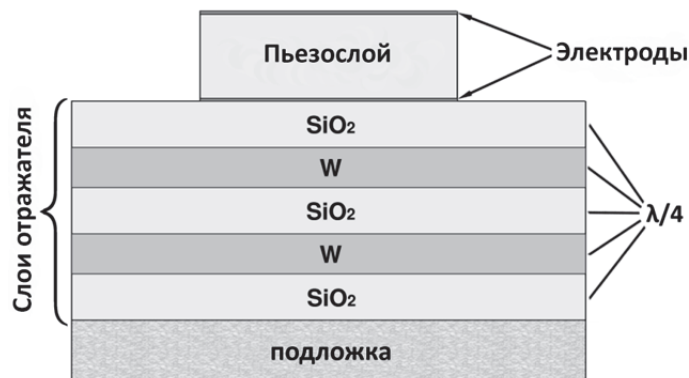 Пьезослой
Электроды
Слои отражателя
SiO₂
W
SiO₂
W
SiO₂
λ/4
подложка